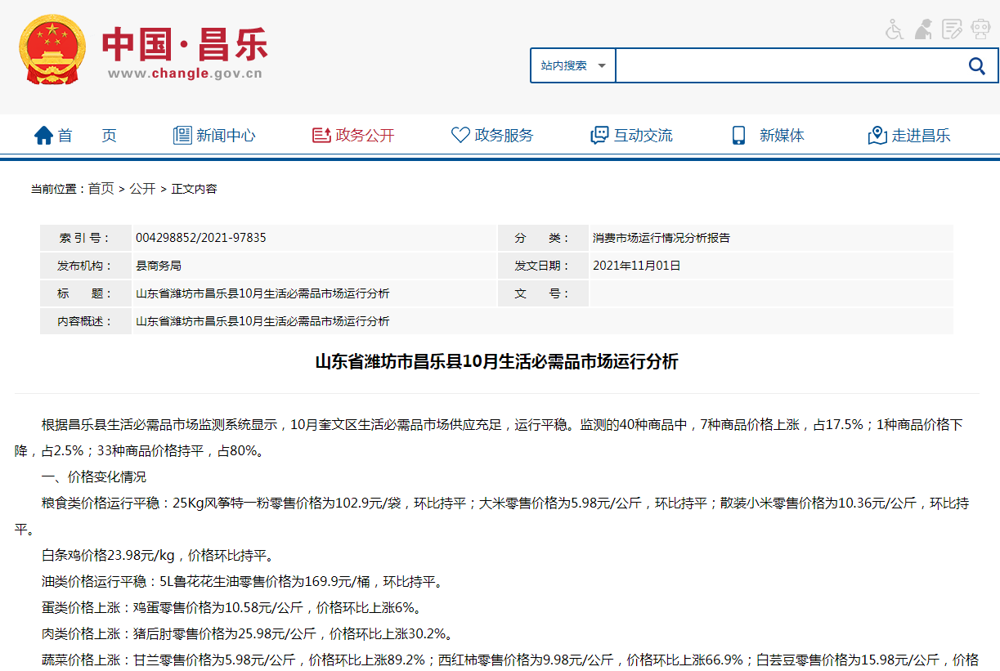 中国·昌乐
www.changle.gov.cn
站内搜索
首 页 新闻中心 政务公开 政务服务 互动交流 新媒体 走进昌乐
当前位置：首页 > 公开 > 正文内容
索 引 号： 004298852/2021-97835 分 类： 消费市场运行情况分析报告
发布机构： 县商务局 发文日期： 2021年11月01日
标 题： 山东省潍坊市昌乐县10月生活必需品市场运行分析 文 号：
内容概述： 山东省潍坊市昌乐县10月生活必需品市场运行分析
山东省潍坊市昌乐县10月生活必需品市场运行分析
根据昌乐县生活必需品市场监测系统显示，10月奎文区生活必需品市场供应充足，运行平稳。监测的40种商品中，7种商品价格上涨，占17.5%；1种商品价格下
降，占2.5%；33种商品价格持平，占80%。
一、价格变化情况
粮食类价格运行平稳：25Kg风筝特一粉零售价格为102.9元/袋，环比持平；大米零售价格为5.98元/公斤，环比持平；散装小米零售价格为10.36元/公斤，环比持
平。
白条鸡价格23.98元/kg，价格环比持平。
油类价格运行平稳：5L鲁花花生油零售价格为169.9元/桶，环比持平。
蛋类价格上涨：鸡蛋零售价格为10.58元/公斤，价格环比上涨6%。
肉类价格上涨：猪后肘零售价格为25.98元/公斤，价格环比上涨30.2%。
蔬菜价格上涨：甘兰零售价格为5.98元/公斤，价格环比上涨89.2%；西红柿零售价格为9.98元/公斤，价格环比上涨66.9%；白芸豆零售价格为15.98元/公斤，价格